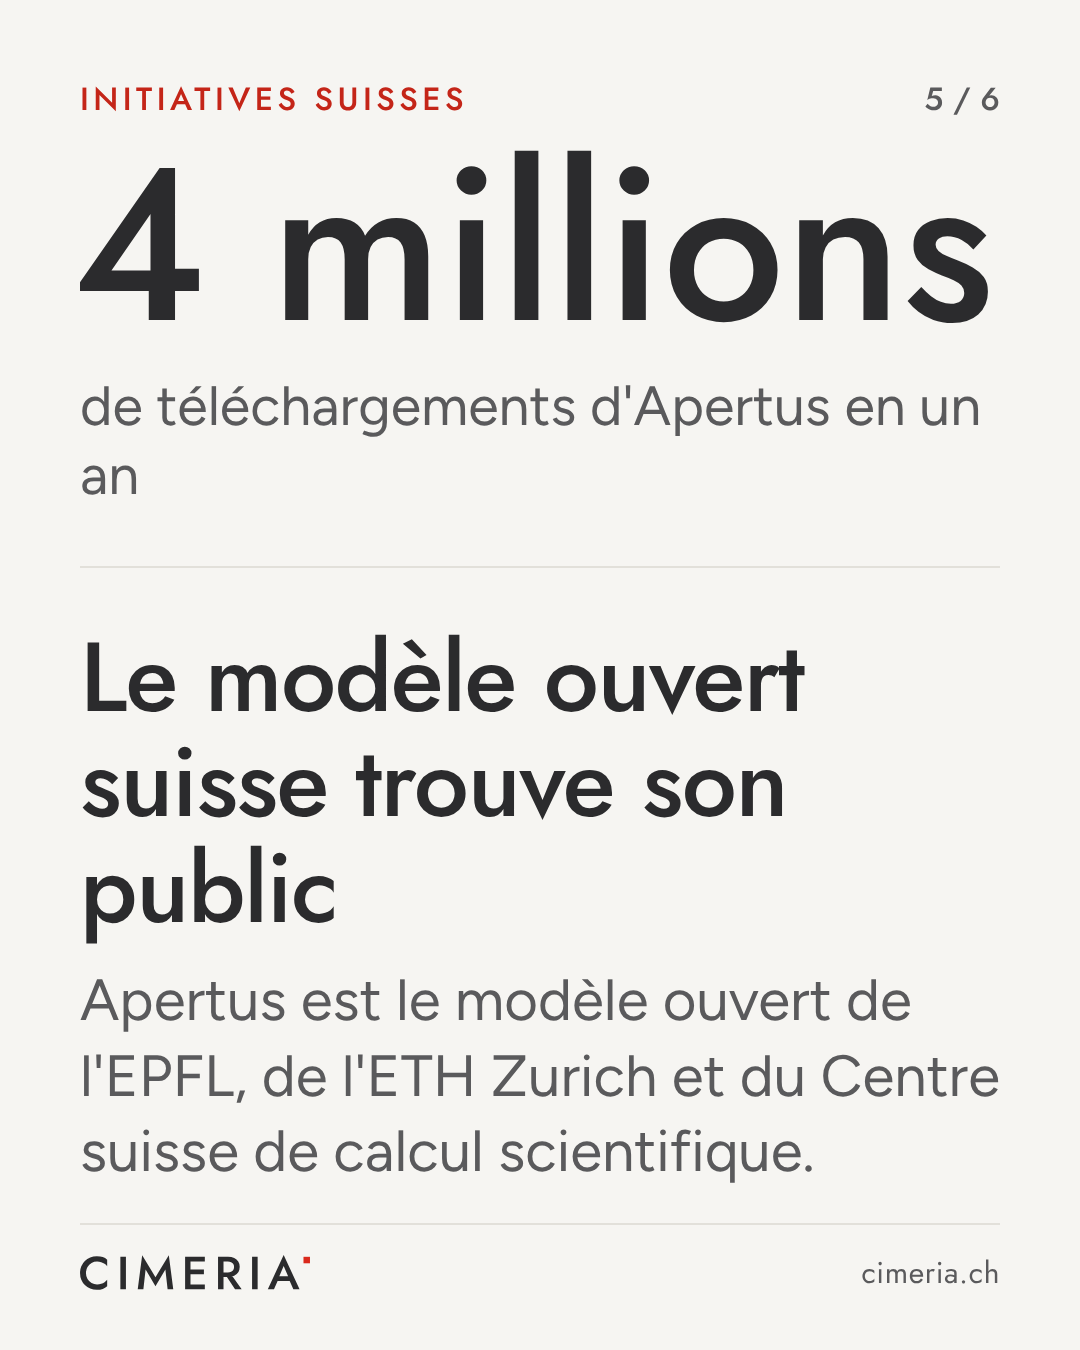 INITIATIVES SUISSES
5 / 6
4 millions
de téléchargements d'Apertus en un
an
Le modèle ouvert
suisse trouve son
public
Apertus est le modèle ouvert de
l'EPFL, de l'ETH Zurich et du Centre
suisse de calcul scientifique.
CIMERIA
cimeria.ch